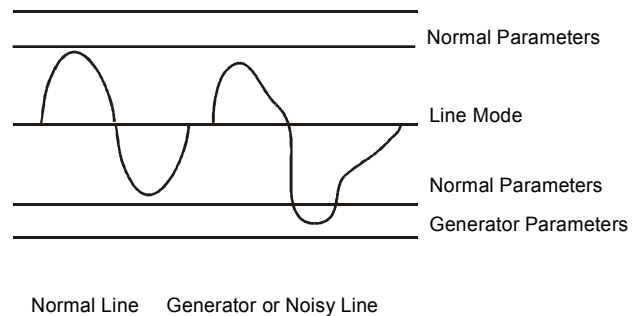 Normal Parameters
Line Mode
Normal Parameters
Generator Parameters
Normal Line Generator or Noisy Line